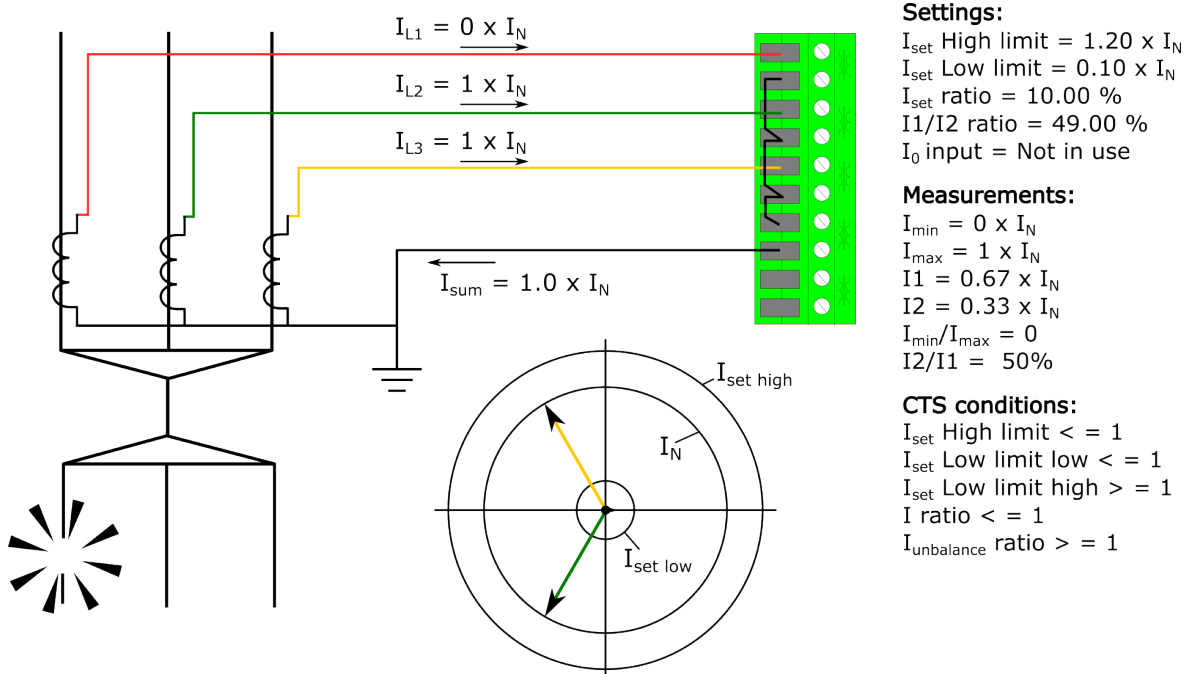 I_L1 = 0 x I_N
I_L2 = 1 x I_N
I_L3 = 1 x I_N
I_sum = 1.0 x I_N
I_set high
I_N
I_set low
Settings:
I_set High limit = 1.20 x I_N
I_set Low limit = 0.10 x I_N
I_set ratio = 10.00 %
I1/I2 ratio = 49.00 %
I_0 input = Not in use
Measurements:
I_min = 0 x I_N
I_max = 1 x I_N
I1 = 0.67 x I_N
I2 = 0.33 x I_N
I_min/I_max = 0
I2/I1 = 50%
CTS conditions:
I_set High limit < = 1
I_set Low limit low < = 1
I_set Low limit high > = 1
I ratio < = 1
I_unbalance ratio > = 1